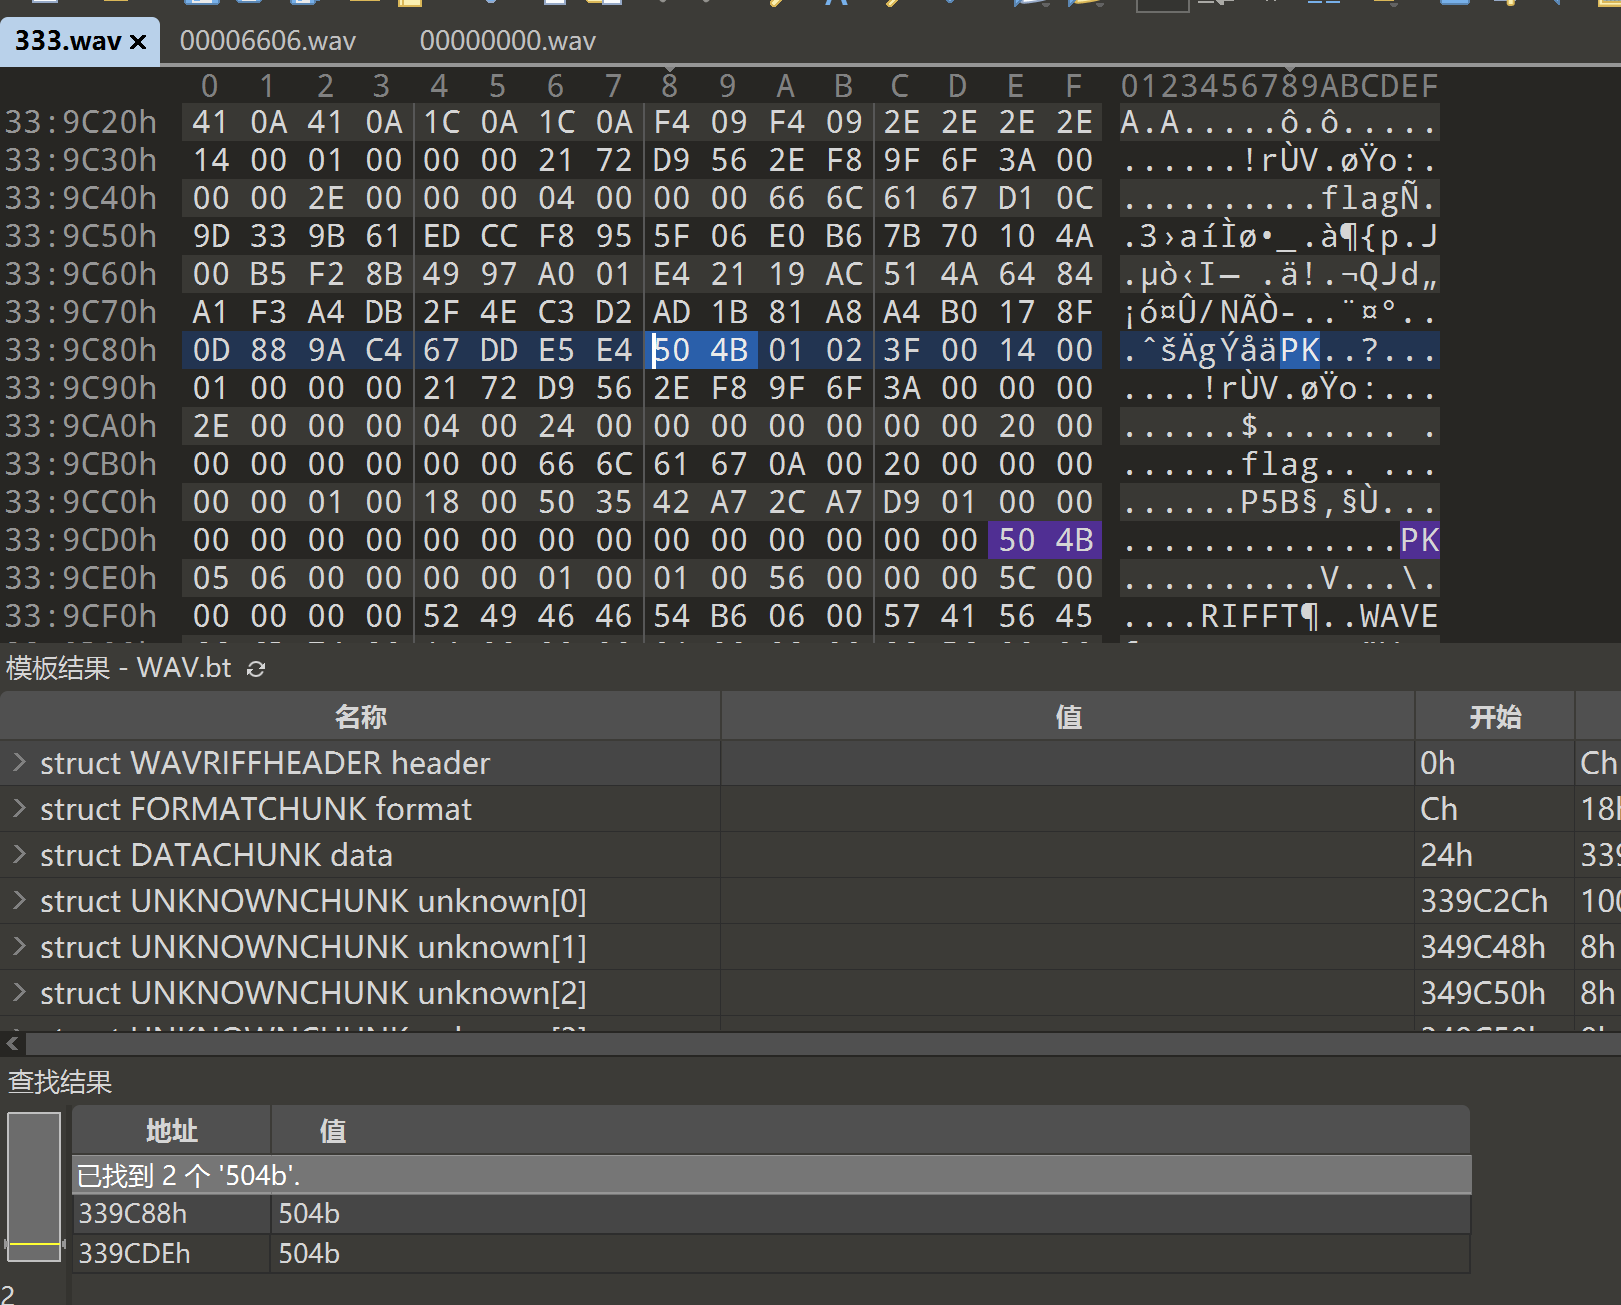 333.wav × 00006606.wav 00000000.wav
0 1 2 3 4 5 6 7 8 9 A B C D E F 0123456789ABCDEF
33:9C20h 41 0A 41 0A 1C 0A 1C 0A F4 09 F4 09 2E 2E 2E 2E A.A.....ô.ô.....
33:9C30h 14 00 01 00 00 00 21 72 D9 56 2E F8 9F 6F 3A 00 ......!rÙV.øŸo:.
33:9C40h 00 00 2E 00 00 00 04 00 00 00 66 6C 61 67 D1 0C ..........flagÑ.
33:9C50h 9D 33 9B 61 ED CC F8 95 5F 06 E0 B6 7B 70 10 4A .3›aíÌø•_.à¶{p.J
33:9C60h 00 B5 F2 8B 49 97 A0 01 E4 21 19 AC 51 4A 64 84 .µò‹I— .ä!.¬QJd„
33:9C70h A1 F3 A4 DB 2F 4E C3 D2 AD 1B 81 A8 A4 B0 17 8F ¡ó¤Û/NÃÒ-..¨¤°..
33:9C80h 0D 88 9A C4 67 DD E5 E4 50 4B 01 02 3F 00 14 00 .ˆšÄgÝåäPK..?...
33:9C90h 01 00 00 00 21 72 D9 56 2E F8 9F 6F 3A 00 00 00 ....!rÙV.øŸo:...
33:9CA0h 2E 00 00 00 04 00 24 00 00 00 00 00 00 00 20 00 ......$....... .
33:9CB0h 00 00 00 00 00 00 66 6C 61 67 0A 00 20 00 00 00 ......flag.. ...
33:9CC0h 00 00 01 00 18 00 50 35 42 A7 2C A7 D9 01 00 00 ......P5B§,§Ù...
33:9CD0h 00 00 00 00 00 00 00 00 00 00 00 00 00 00 50 4B ..............PK
33:9CE0h 05 06 00 00 00 00 01 00 01 00 56 00 00 00 5C 00 ..........V...\.
33:9CF0h 00 00 00 00 52 49 46 46 54 B6 06 00 57 41 56 45 ....RIFFT¶..WAVE
模板结果 - WAV.bt
名称 值 开始
struct WAVRIFFHEADER header 0h Ch
struct FORMATCHUNK format Ch 18h
struct DATACHUNK data 24h 339
struct UNKNOWNCHUNK unknown[0] 339C2Ch 100
struct UNKNOWNCHUNK unknown[1] 349C48h 8h
struct UNKNOWNCHUNK unknown[2] 349C50h 8h
查找结果
地址 值
已找到 2 个 '504b'.
339C88h 504b
339CDEh 504b
2